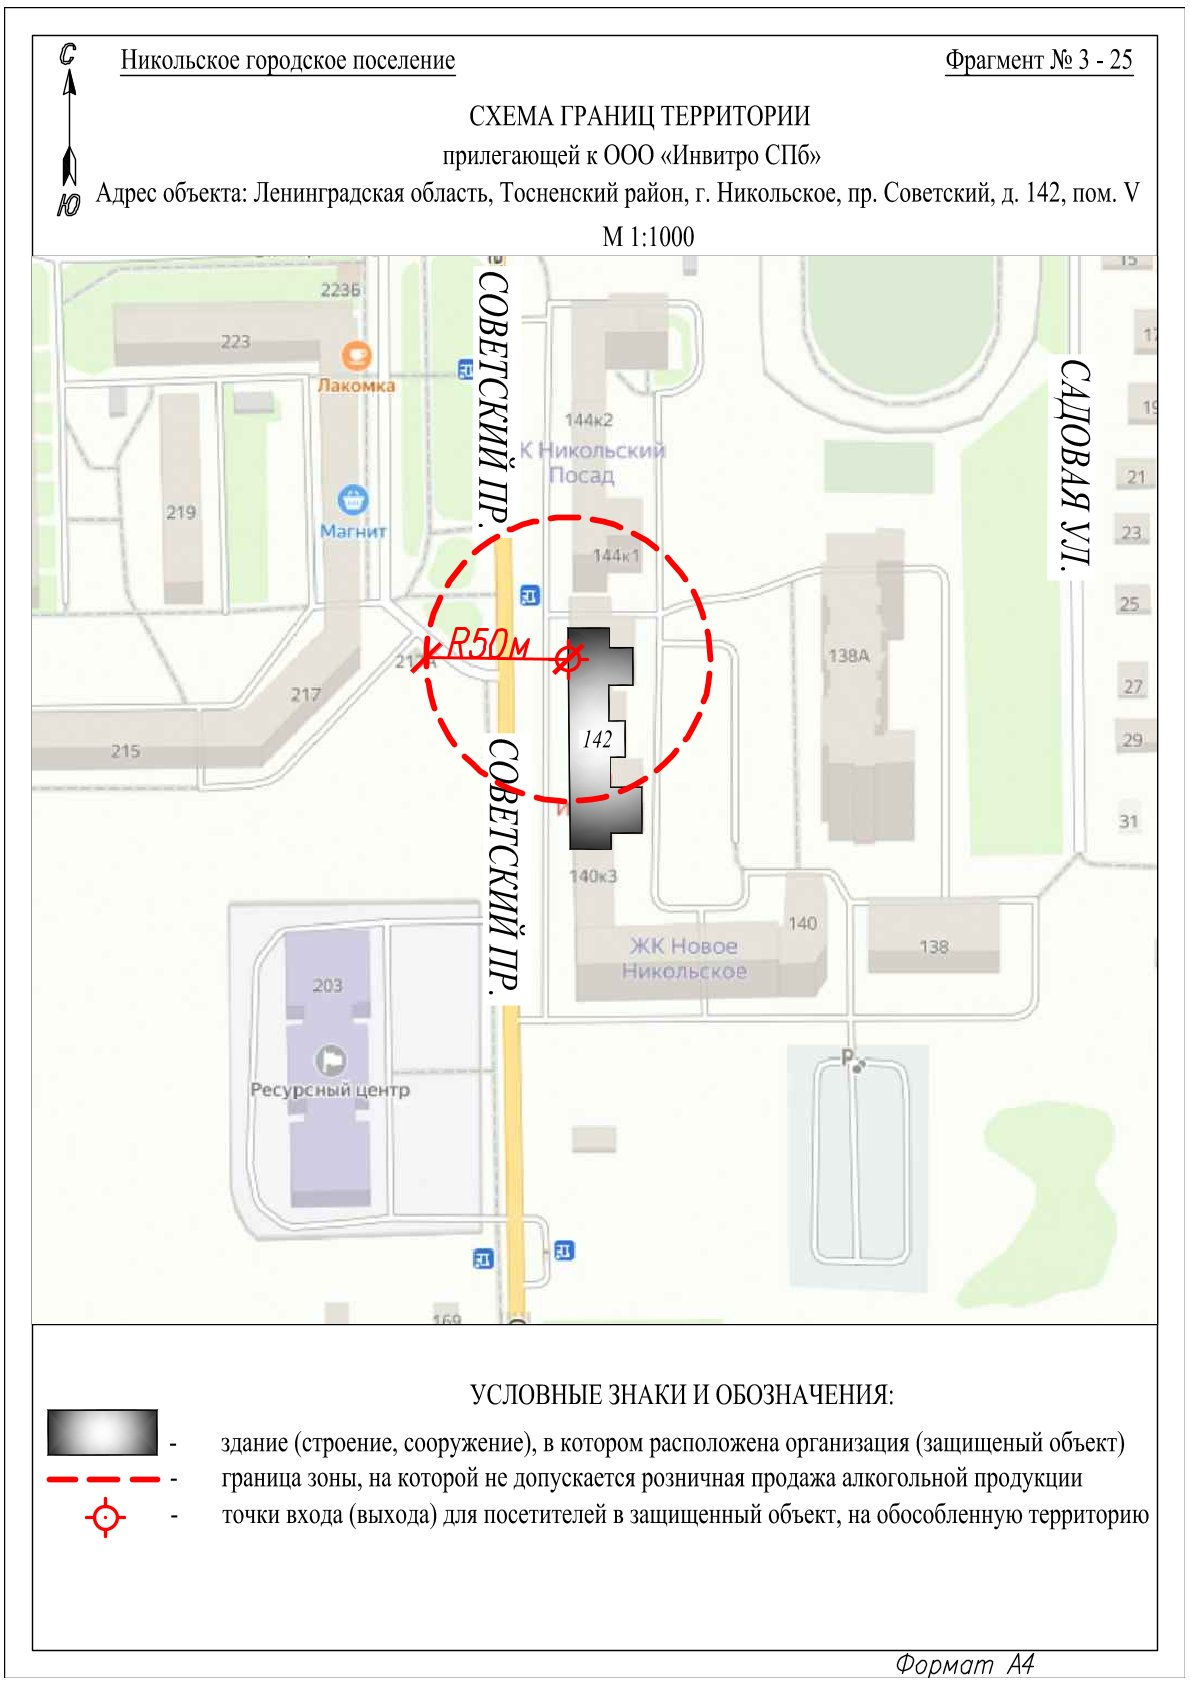 С
Ю
Никольское городское поселение
Фрагмент № 3 - 25
СХЕМА ГРАНИЦ ТЕРРИТОРИИ
прилегающей к ООО «Инвитро СПб»
Адрес объекта: Ленинградская область, Тосненский район, г. Никольское, пр. Советский, д. 142, пом. V
М 1:1000
223Б
223
Лакомка
СОВЕТСКИЙ ПР.
15
17
САДОВАЯ УЛ.
19
144к2
К Никольский
Посад
21
219
Магнит
23
144к1
25
R50м
217А
138А
217
27
142
29
215
СОВЕТСКИЙ ПР.
31
140к3
140
ЖК Новое
Никольское
138
203
Ресурсный центр
P
169
УСЛОВНЫЕ ЗНАКИ И ОБОЗНАЧЕНИЯ:
- здание (строение, сооружение), в котором расположена организация (защищеный объект)
- граница зоны, на которой не допускается розничная продажа алкогольной продукции
- точки входа (выхода) для посетителей в защищенный объект, на обособленную территорию
Формат А4